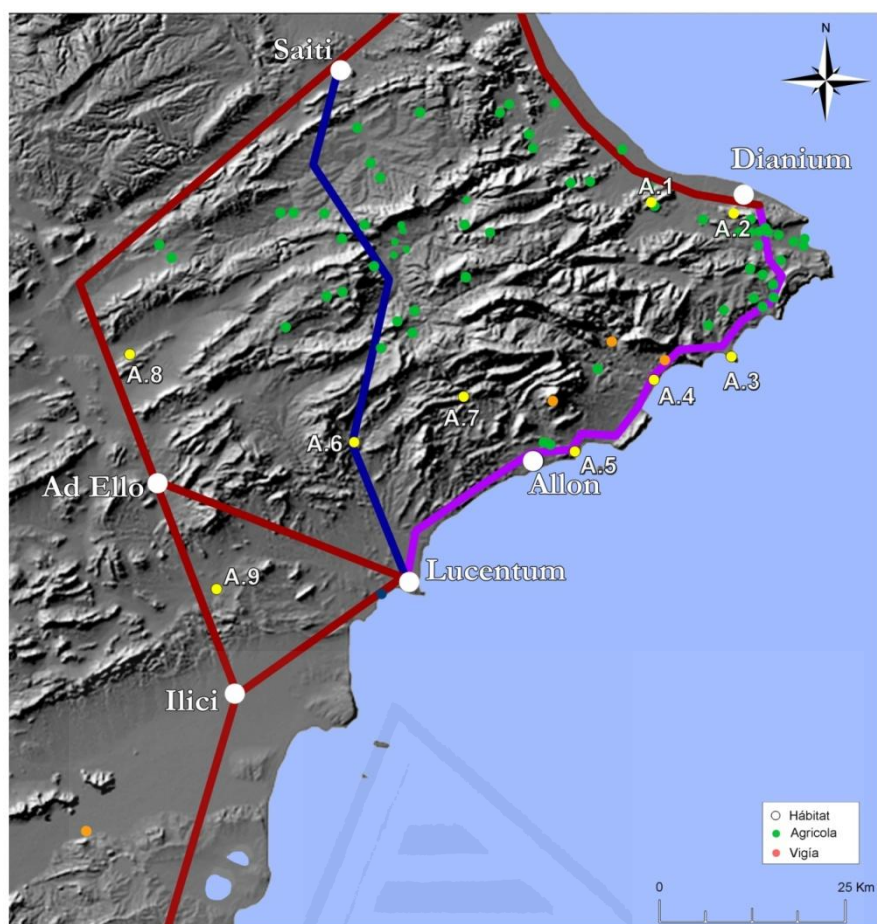 N
Saiti
Dianium
A.1
A.2
A.3
A.8
A.4
A.7
A.6
A.5
Ad Ello
Allon
Lucentum
A.9
Ilici
Hábitat
Agricola
Vigía
0 25 Km